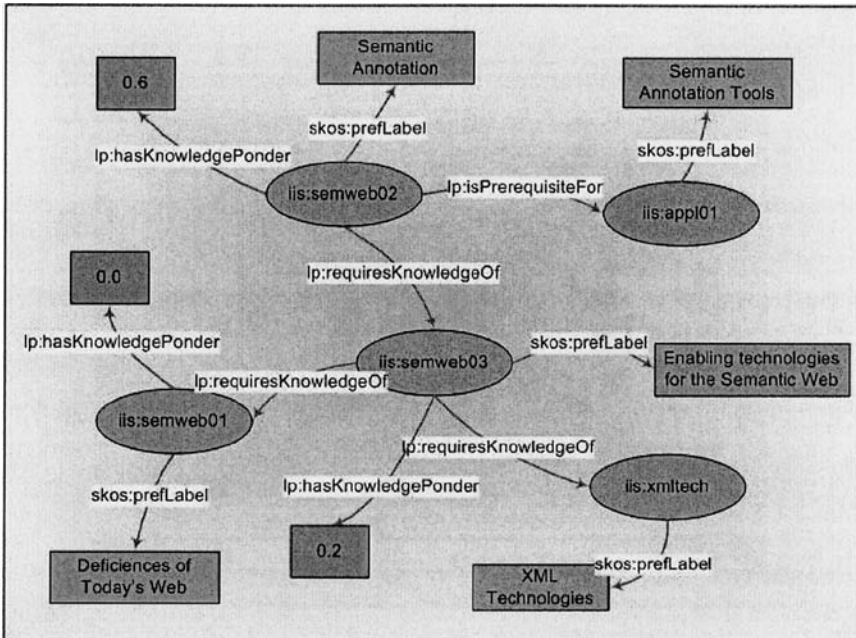 Semantic
Annotation
0.6
Semantic
Annotation Tools
skos:prefLabel
skos:prefLabel
lp:hasKnowledgePonder
iis:semweb02
lp:isPrerequisiteFor
iis:appl01
lp:requiresKnowledgeOf
0.0
lp:hasKnowledgePonder
skos:prefLabel
iis:semweb03
Enabling technologies
for the Semantic Web
lp:requiresKnowledgeOf
iis:semweb01
lp:requiresKnowledgeOf
iis:xmltech
lp:hasKnowledgePonder
skos:prefLabel
0.2
Deficiences of
Today's Web
skos:prefLabel
XML
Technologies